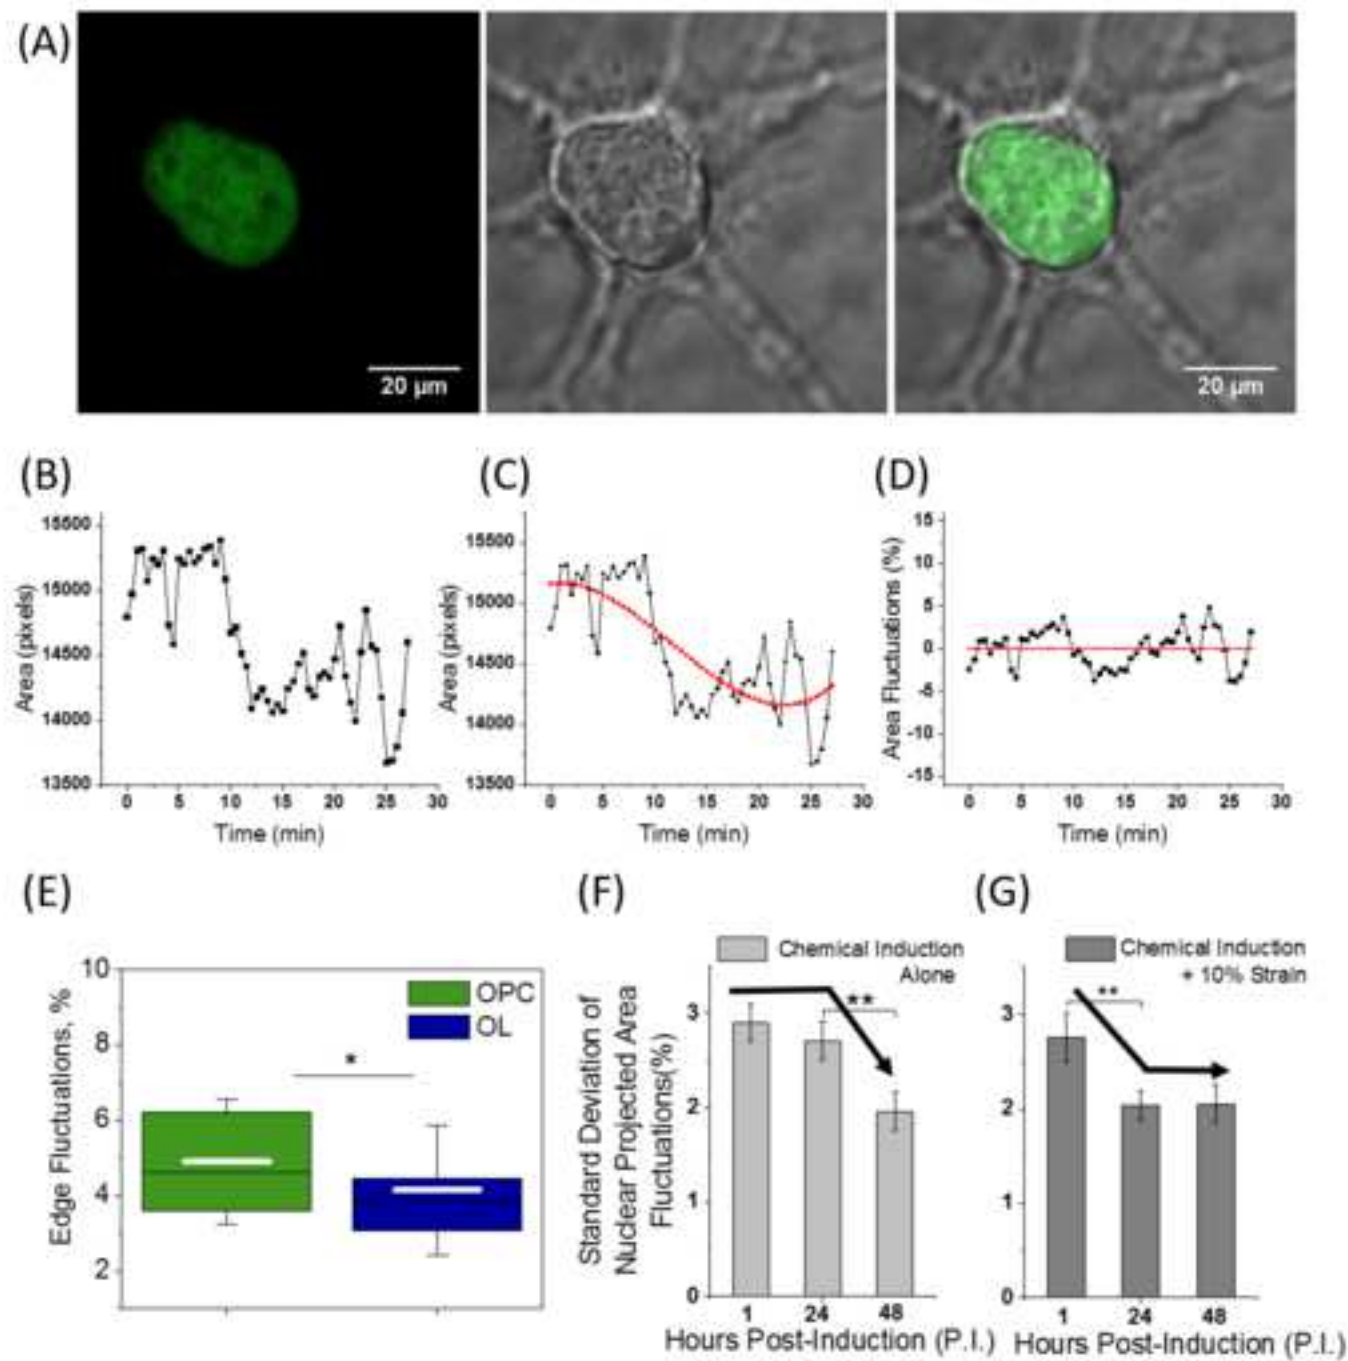 (A)
20 µm
20 µm
(B)
(C)
(D)
15500
15000
14500
14000
13500
Area (pixels)
0 5 10 15 20 25 30
Time (min)
15500
15000
14500
14000
13500
Area (pixels)
0 5 10 15 20 25 30
Time (min)
15
10
5
0
-5
-10
-15
Area Fluctuations (%)
0 5 10 15 20 25 30
Time (min)
(E)
10
8
6
4
2
Edge Fluctuations, %
OPC
OL
*
(F)
Standard Deviation of
Nuclear Projected Area
Fluctuations(%)
Chemical Induction
Alone
**
3
2
1
0
1 24 48
Hours Post-Induction (P.I.)
(G)
Chemical Induction
+ 10% Strain
**
3
2
1
0
1 24 48
Hours Post-Induction (P.I.)